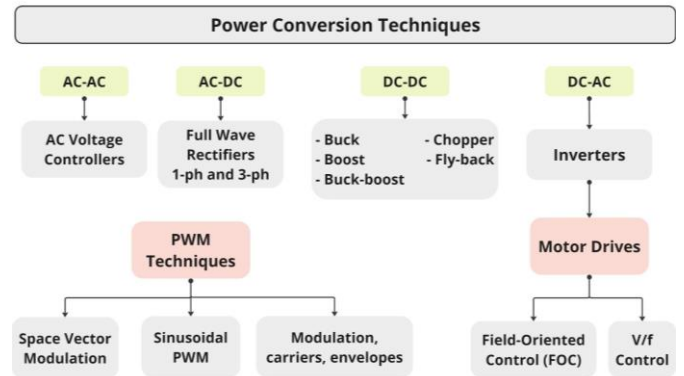 Power Conversion Techniques
AC-AC
AC-DC
DC-DC
DC-AC
AC Voltage
Controllers
Full Wave
Rectifiers
1-ph and 3-ph
- Buck
- Boost
- Buck-boost
- Chopper
- Fly-back
Inverters
PWM
Techniques
Motor Drives
Space Vector
Modulation
Sinusoidal
PWM
Modulation,
carriers, envelopes
Field-Oriented
Control (FOC)
V/f
Control